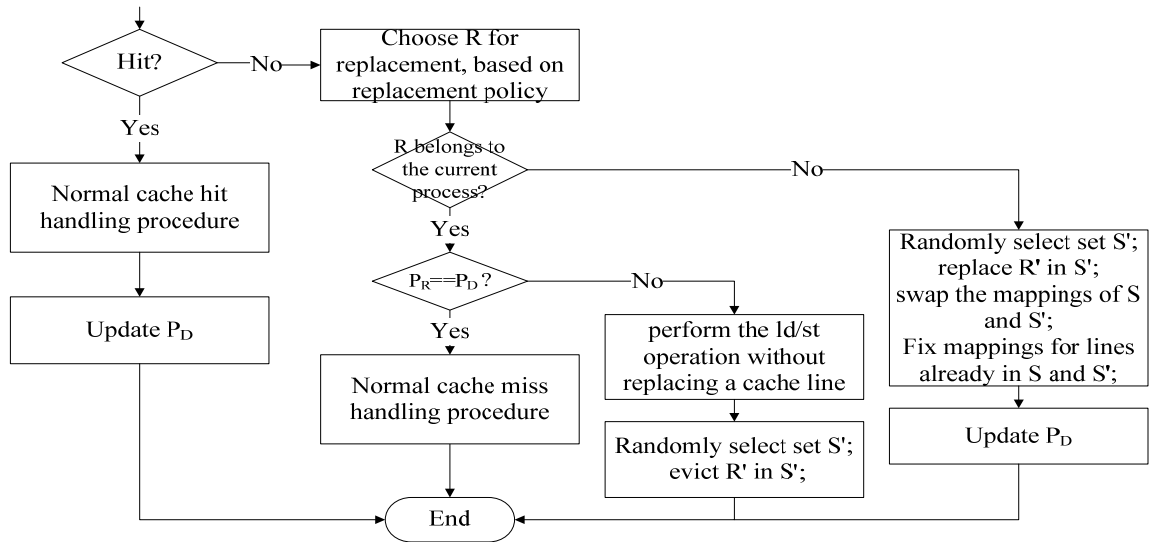 Hit?
No
Choose R for
replacement, based on
replacement policy
Yes
R belongs to
the current
process?
No
Normal cache hit
handling procedure
Yes
Randomly select set S';
replace R' in S';
swap the mappings of S
and S';
Fix mappings for lines
already in S and S';
P_R==P_D ?
No
Update P_D
Yes
perform the ld/st
operation without
replacing a cache line
Normal cache miss
handling procedure
Update P_D
Randomly select set S';
evict R' in S';
End